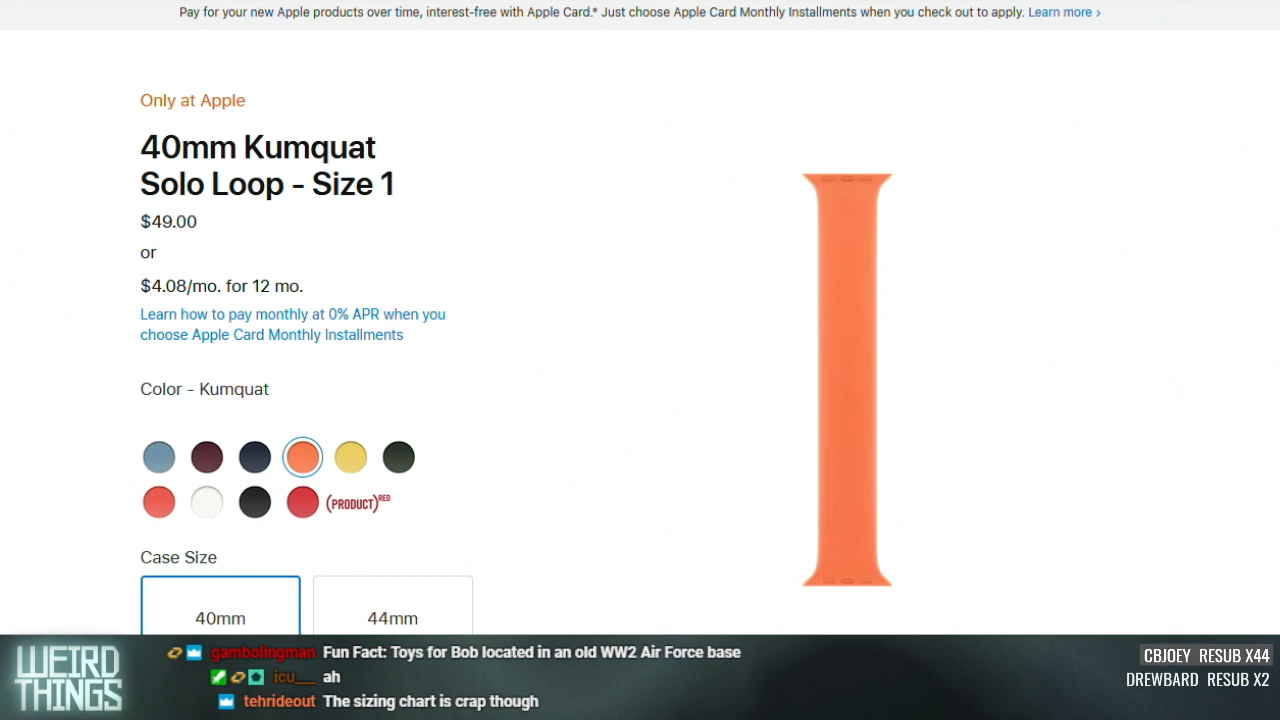 Pay for your new Apple products over time, interest-free with Apple Card.* Just choose Apple Card Monthly Installments when you check out to apply. Learn more ›
Only at Apple
40mm Kumquat
Solo Loop - Size 1
$49.00
or
$4.08/mo. for 12 mo.
Learn how to pay monthly at 0% APR when you
choose Apple Card Monthly Installments
Color - Kumquat
(PRODUCT)RED
Case Size
40mm
44mm
WEIRD
THINGS
gambolingman Fun Fact: Toys for Bob located in an old WW2 Air Force base
icu__ ah
tehrideout The sizing chart is crap though
CBJOEY RESUB X44
DREWBARD RESUB X2